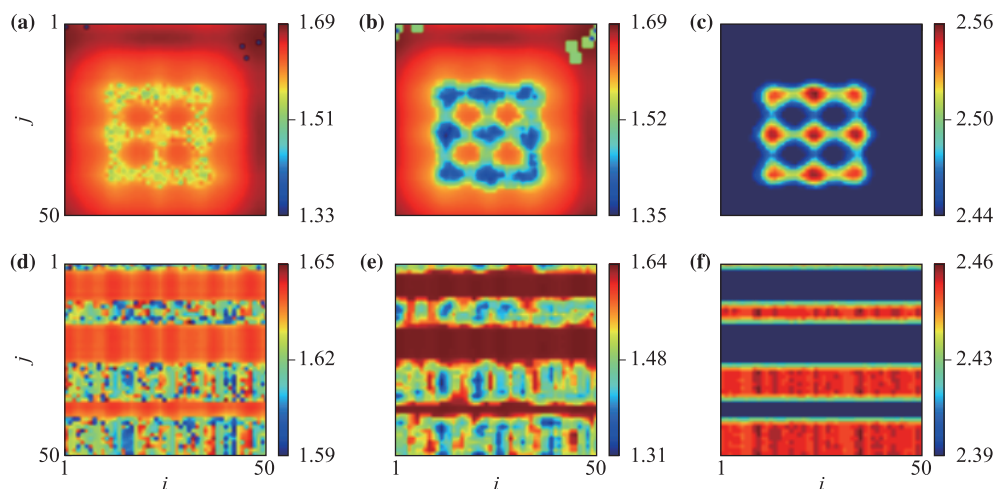 (a) 1 1.69 (b) 1.69 (c) 2.56
j 1.51 1.52 2.50
50 1.33 1.35 2.44
(d) 1 1.65 (e) 1.64 (f) 2.46
j 1.62 1.48 2.43
50 1.59 1.31 2.39
1 50 1 50 1 50
i i i